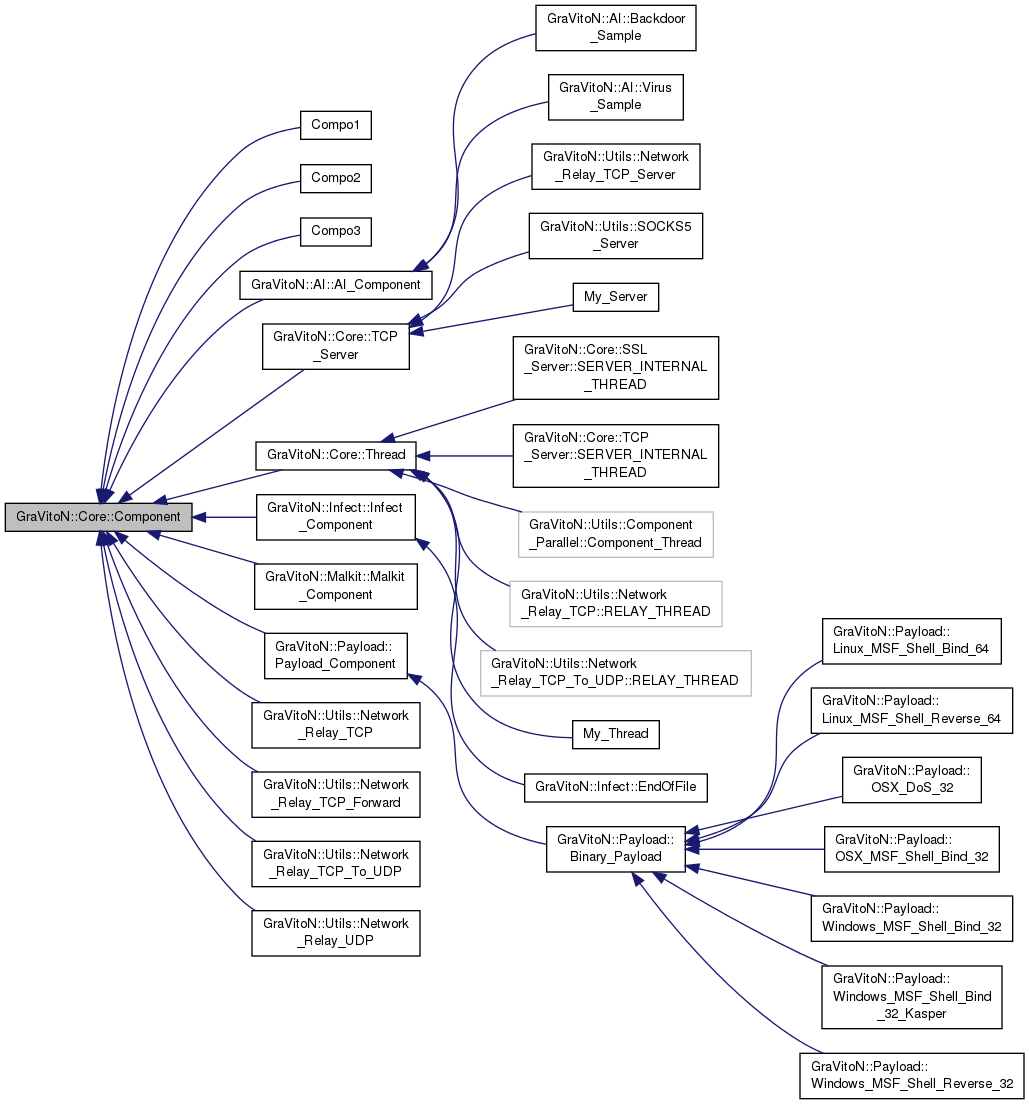 GraVitoN::AI::Backdoor
_Sample
GraVitoN::AI::Virus
_Sample
Compo1
GraVitoN::Utils::Network
_Relay_TCP_Server
Compo2
GraVitoN::Utils::SOCKS5
_Server
Compo3
GraVitoN::AI::AI_Component
My_Server
GraVitoN::Core::TCP
_Server
GraVitoN::Core::SSL
_Server::SERVER_INTERNAL
_THREAD
GraVitoN::Core::Thread
GraVitoN::Core::TCP
_Server::SERVER_INTERNAL
_THREAD
GraVitoN::Core::Component
GraVitoN::Infect::Infect
_Component
GraVitoN::Utils::Component
_Parallel::Component_Thread
GraVitoN::Malkit::Malkit
_Component
GraVitoN::Utils::Network
_Relay_TCP::RELAY_THREAD
GraVitoN::Payload::
Payload_Component
GraVitoN::Utils::Network
_Relay_TCP_To_UDP::RELAY_THREAD
GraVitoN::Payload::
Linux_MSF_Shell_Bind_64
GraVitoN::Utils::Network
_Relay_TCP
My_Thread
GraVitoN::Payload::
Linux_MSF_Shell_Reverse_64
GraVitoN::Utils::Network
_Relay_TCP_Forward
GraVitoN::Infect::EndOfFile
GraVitoN::Payload::
OSX_DoS_32
GraVitoN::Utils::Network
_Relay_TCP_To_UDP
GraVitoN::Payload::
Binary_Payload
GraVitoN::Payload::
OSX_MSF_Shell_Bind_32
GraVitoN::Utils::Network
_Relay_UDP
GraVitoN::Payload::
Windows_MSF_Shell_Bind_32
GraVitoN::Payload::
Windows_MSF_Shell_Bind
_32_Kasper
GraVitoN::Payload::
Windows_MSF_Shell_Reverse_32